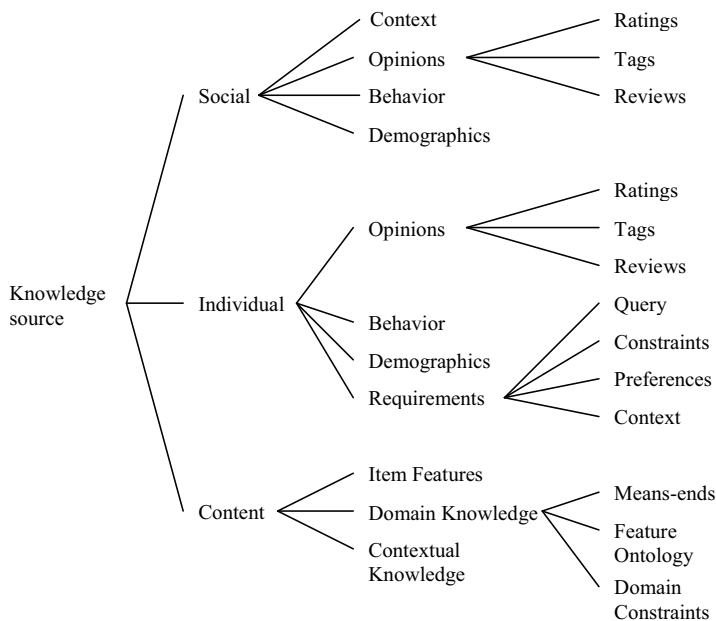 Knowledge
source
Social
Context
Opinions
Ratings
Tags
Reviews
Behavior
Demographics
Individual
Opinions
Ratings
Tags
Reviews
Behavior
Demographics
Requirements
Query
Constraints
Preferences
Context
Content
Item Features
Domain Knowledge
Means-ends
Feature
Ontology
Domain
Constraints
Contextual
Knowledge